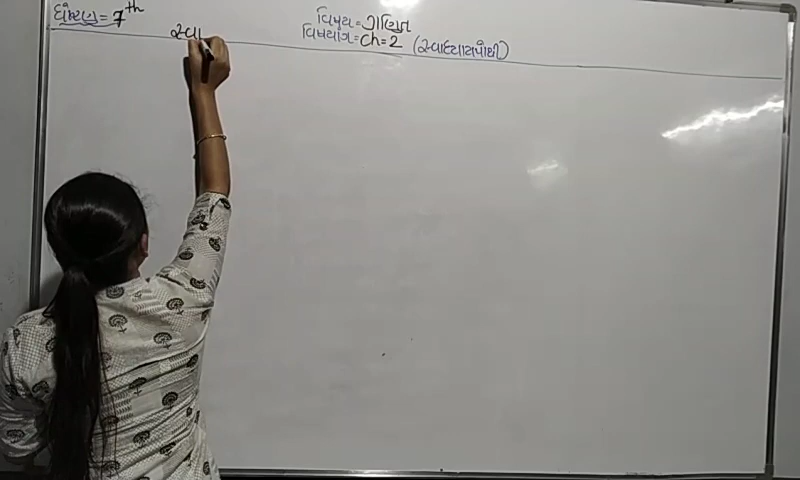 ધોરણ = 7th
વિષય = ગણિત
સ્વા
વિષયાંગ = Ch = 2 (સ્વાધ્યાયપોથી)